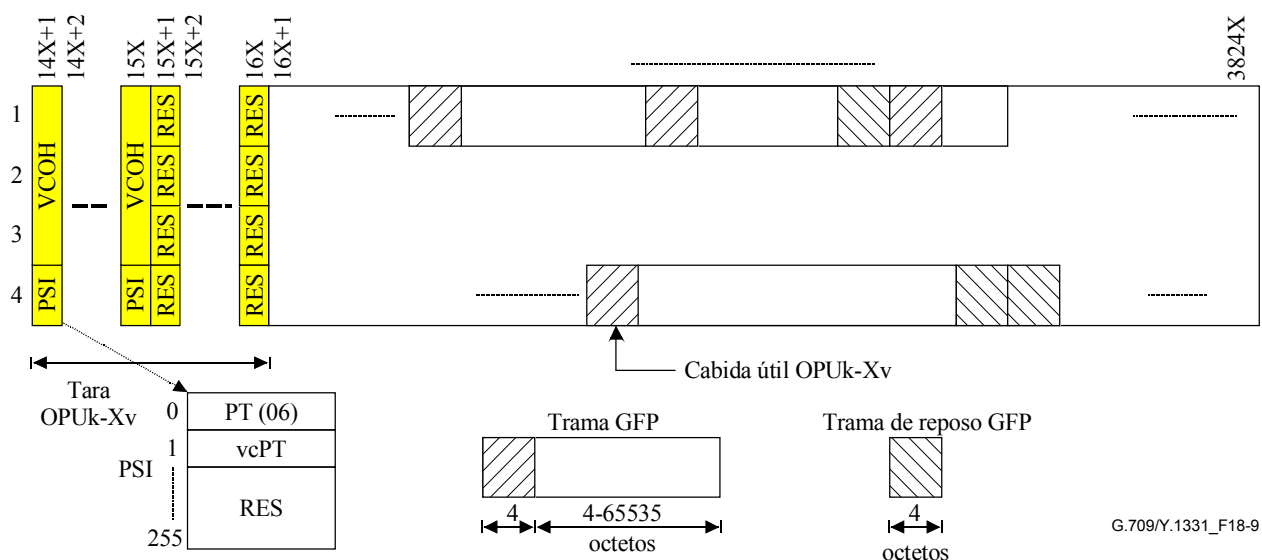 14X+1
14X+2
15X
15X+1
15X+2
16X
16X+1
3824X
1
2
3
4
VCOH
PSI
VCOH
PSI
RES
RES
RES
RES
RES
RES
RES
RES
Cabida útil OPUk-Xv
Tara
OPUk-Xv
PSI
0
PT (06)
1
vcPT
RES
255
Trama GFP
4
4-65535
octetos
Trama de reposo GFP
4
octetos
G.709/Y.1331_F18-9